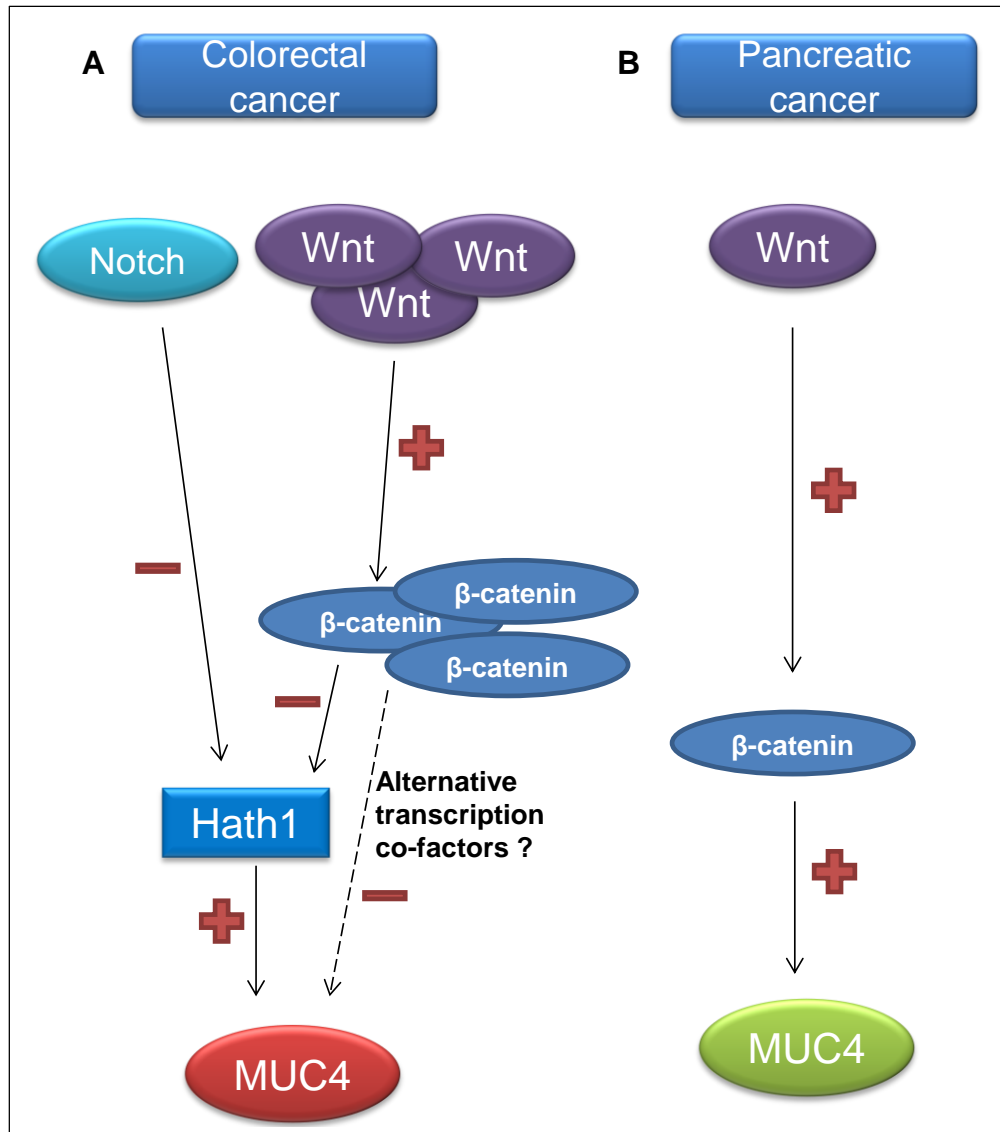 A
Colorectal
cancer
B
Pancreatic
cancer
Notch
Wnt
Wnt
Wnt
Wnt
β-catenin
β-catenin
β-catenin
β-catenin
Alternative
transcription
co-factors ?
Hath1
MUC4
MUC4